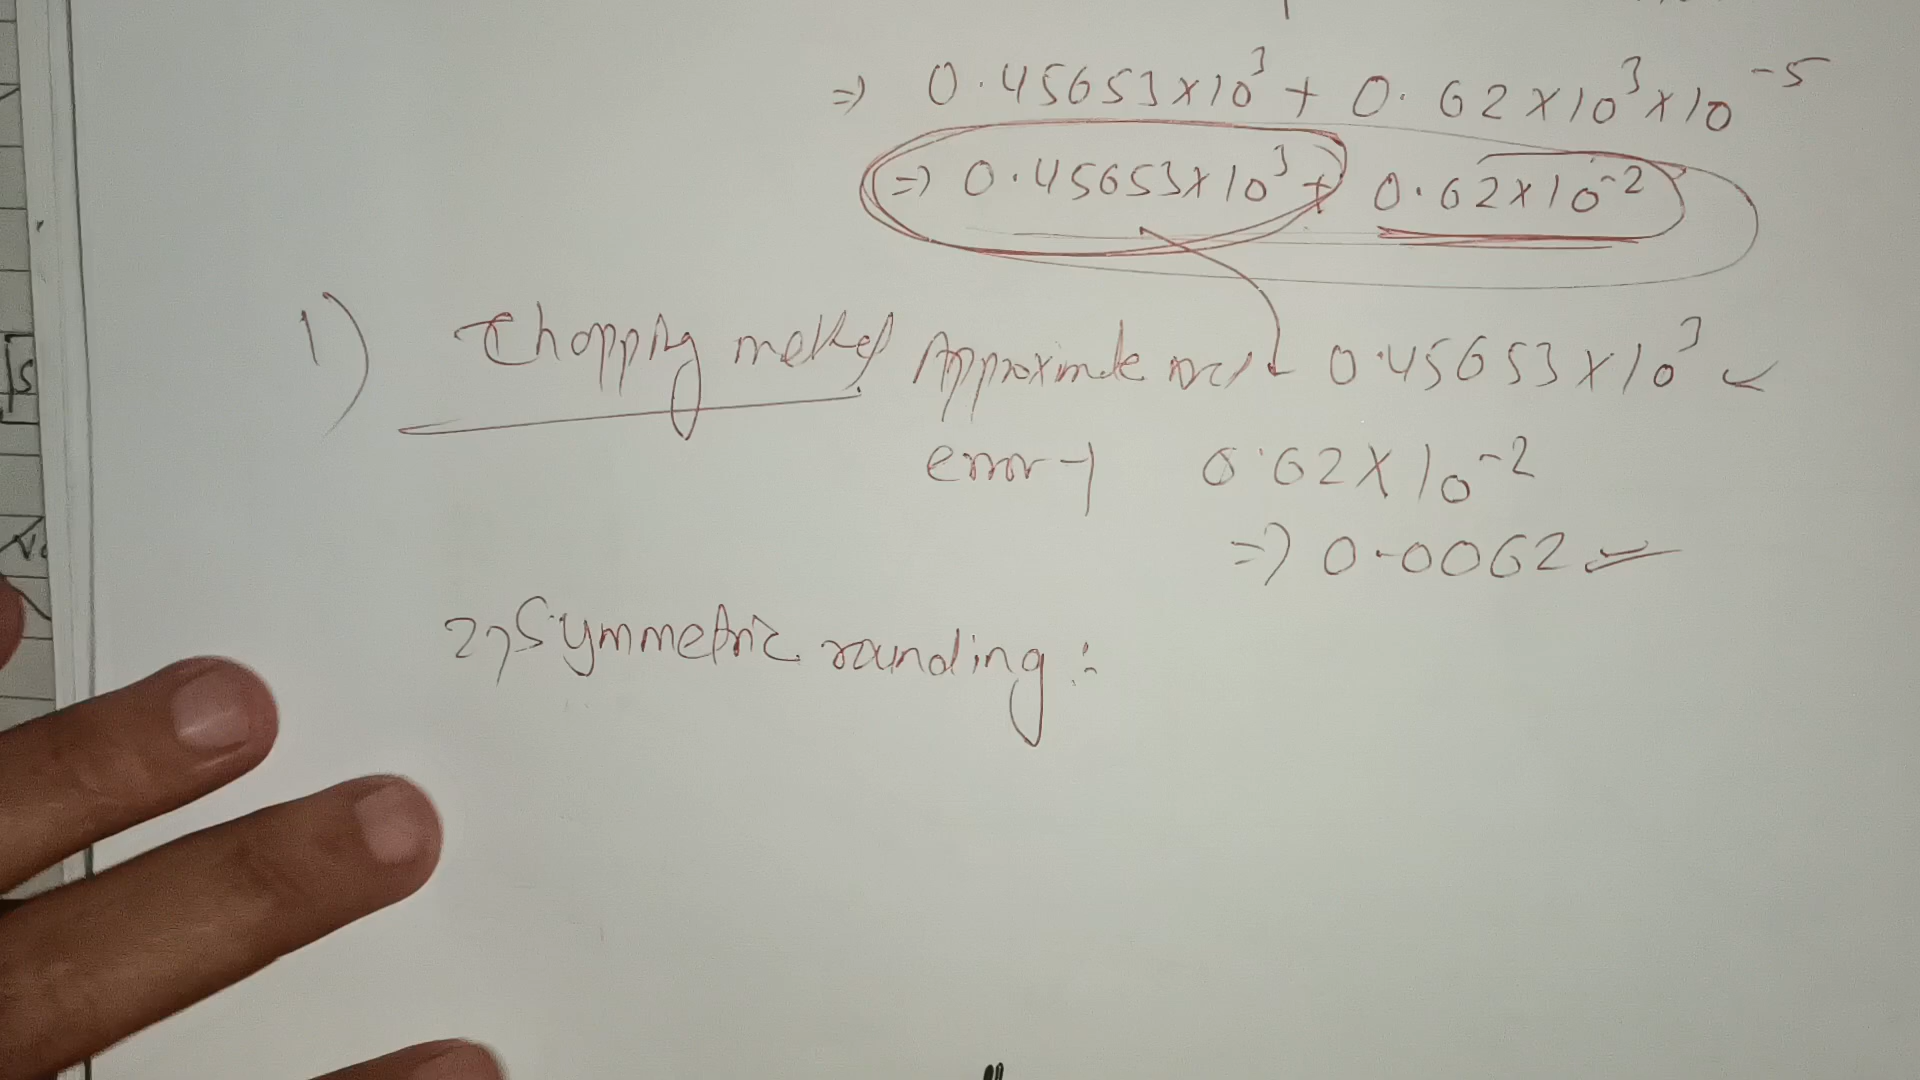 => 0.45653×10³ + 0.62×10³×10⁻⁵
=> 0.45653×10³ + 0.62×10⁻²
1) Chopping method Approximate 0.45653×10³
error → 0.62×10⁻²
=> 0.0062
2) Symmetric rounding :-